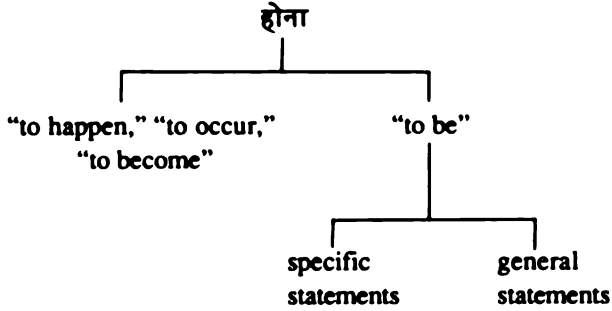 होना
“to happen,” “to occur,” “to be”
“to become”
specific general
statements statements